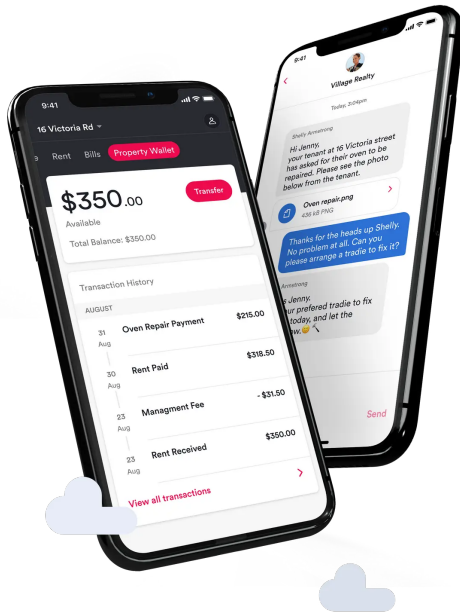 9:41
16 Victoria Rd
Rent Bills Property Wallet
$350.00
Transfer
Available
Total Balance: $350.00
Transaction History
AUGUST
31 Aug Oven Repair Payment $215.00
30 Aug Rent Paid $318.50
23 Aug Managment Fee - $31.50
23 Aug Rent Received $350.00
View all transactions
9:41
Village Realty
Today, 3:04pm
Shelly Armstrong
Hi Jenny,
your tenant at 16 Victoria street
has asked for their oven to be
repaired. Please see the photo
below from the tenant.
Oven repair.png
436 kB PNG
Thanks for the heads up Shelly.
No problem at all. Can you
please arrange a tradie to fix it?
Armstrong
Jenny.
prefered tradie to fix
today, and let the
Send